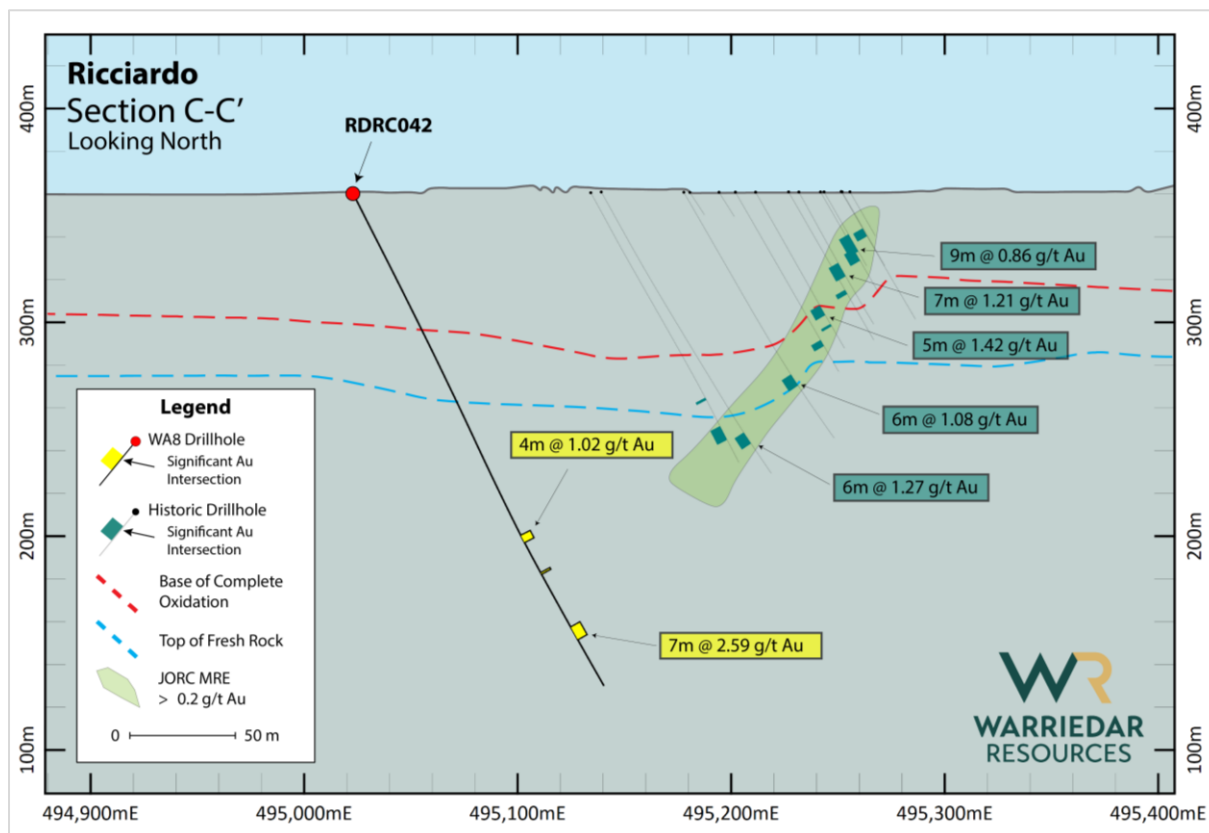 Ricciardo
Section C-C’
Looking North
RDRC042
400m
300m
200m
100m
400m
300m
200m
100m
9m @ 0.86 g/t Au
7m @ 1.21 g/t Au
5m @ 1.42 g/t Au
6m @ 1.08 g/t Au
6m @ 1.27 g/t Au
4m @ 1.02 g/t Au
7m @ 2.59 g/t Au
Legend
WA8 Drillhole
Significant Au
Intersection
Historic Drillhole
Significant Au
Intersection
Base of Complete
Oxidation
Top of Fresh Rock
JORC MRE
> 0.2 g/t Au
0 50 m
WR
WARRIEDAR
RESOURCES
494,900mE 495,000mE 495,100mE 495,200mE 495,300mE 495,400mE